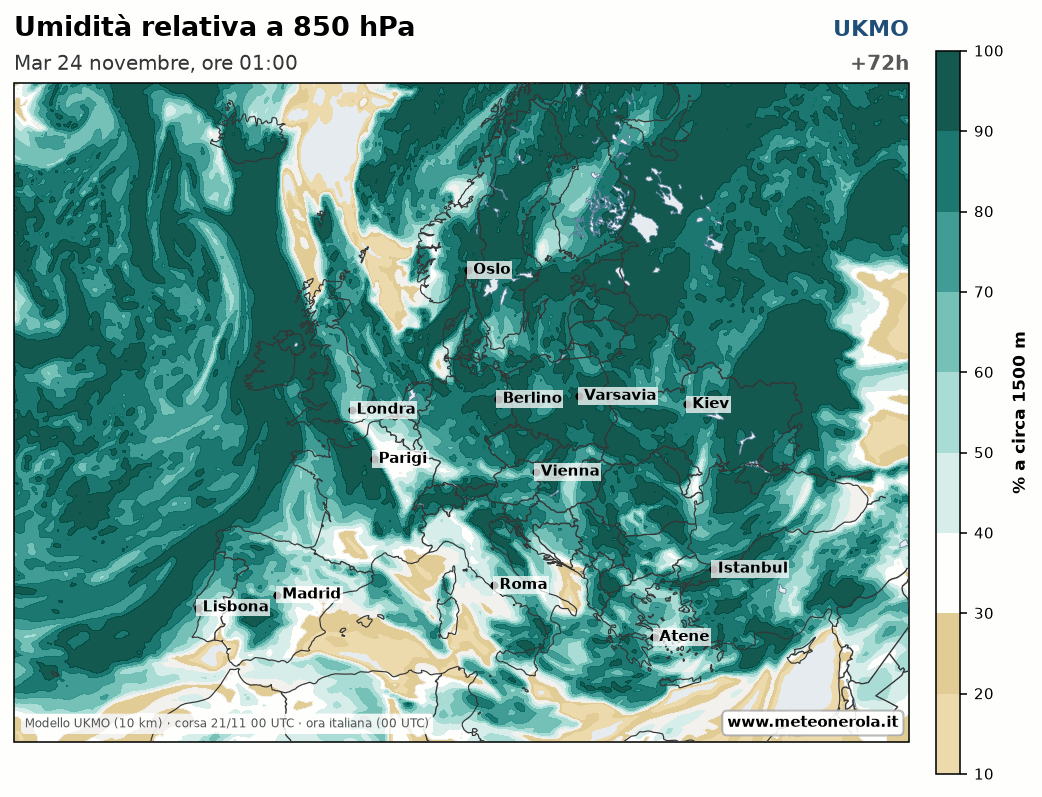 Umidità relativa a 850 hPa
UKMO
Mar 24 novembre, ore 01:00
+72h
100
90
80
70
60
50
40
30
20
10
% a circa 1500 m
Oslo
Berlino
Varsavia
Kiev
Londra
Parigi
Vienna
Istanbul
Roma
Madrid
Lisbona
Atene
Modello UKMO (10 km) · corsa 21/11 00 UTC · ora italiana (00 UTC)
www.meteonerola.it